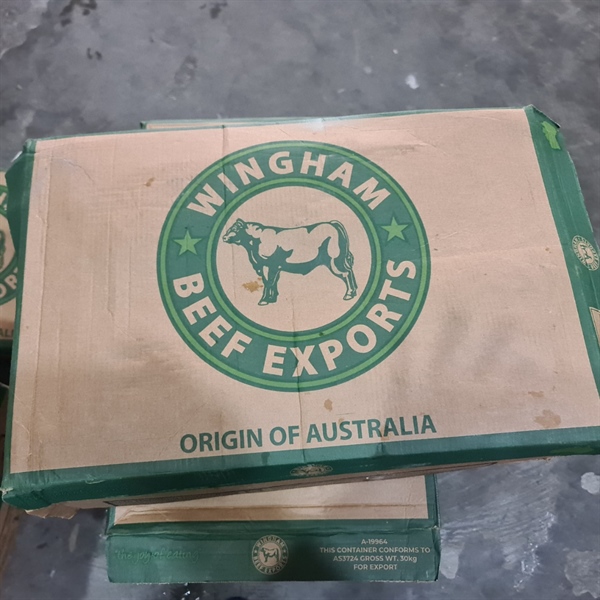 WINGHAM
BEEF EXPORTS
ORIGIN OF AUSTRALIA
A-19964
THIS CONTAINER CONFORMS TO
AS3724 GROSS WT. 30kg
FOR EXPORT